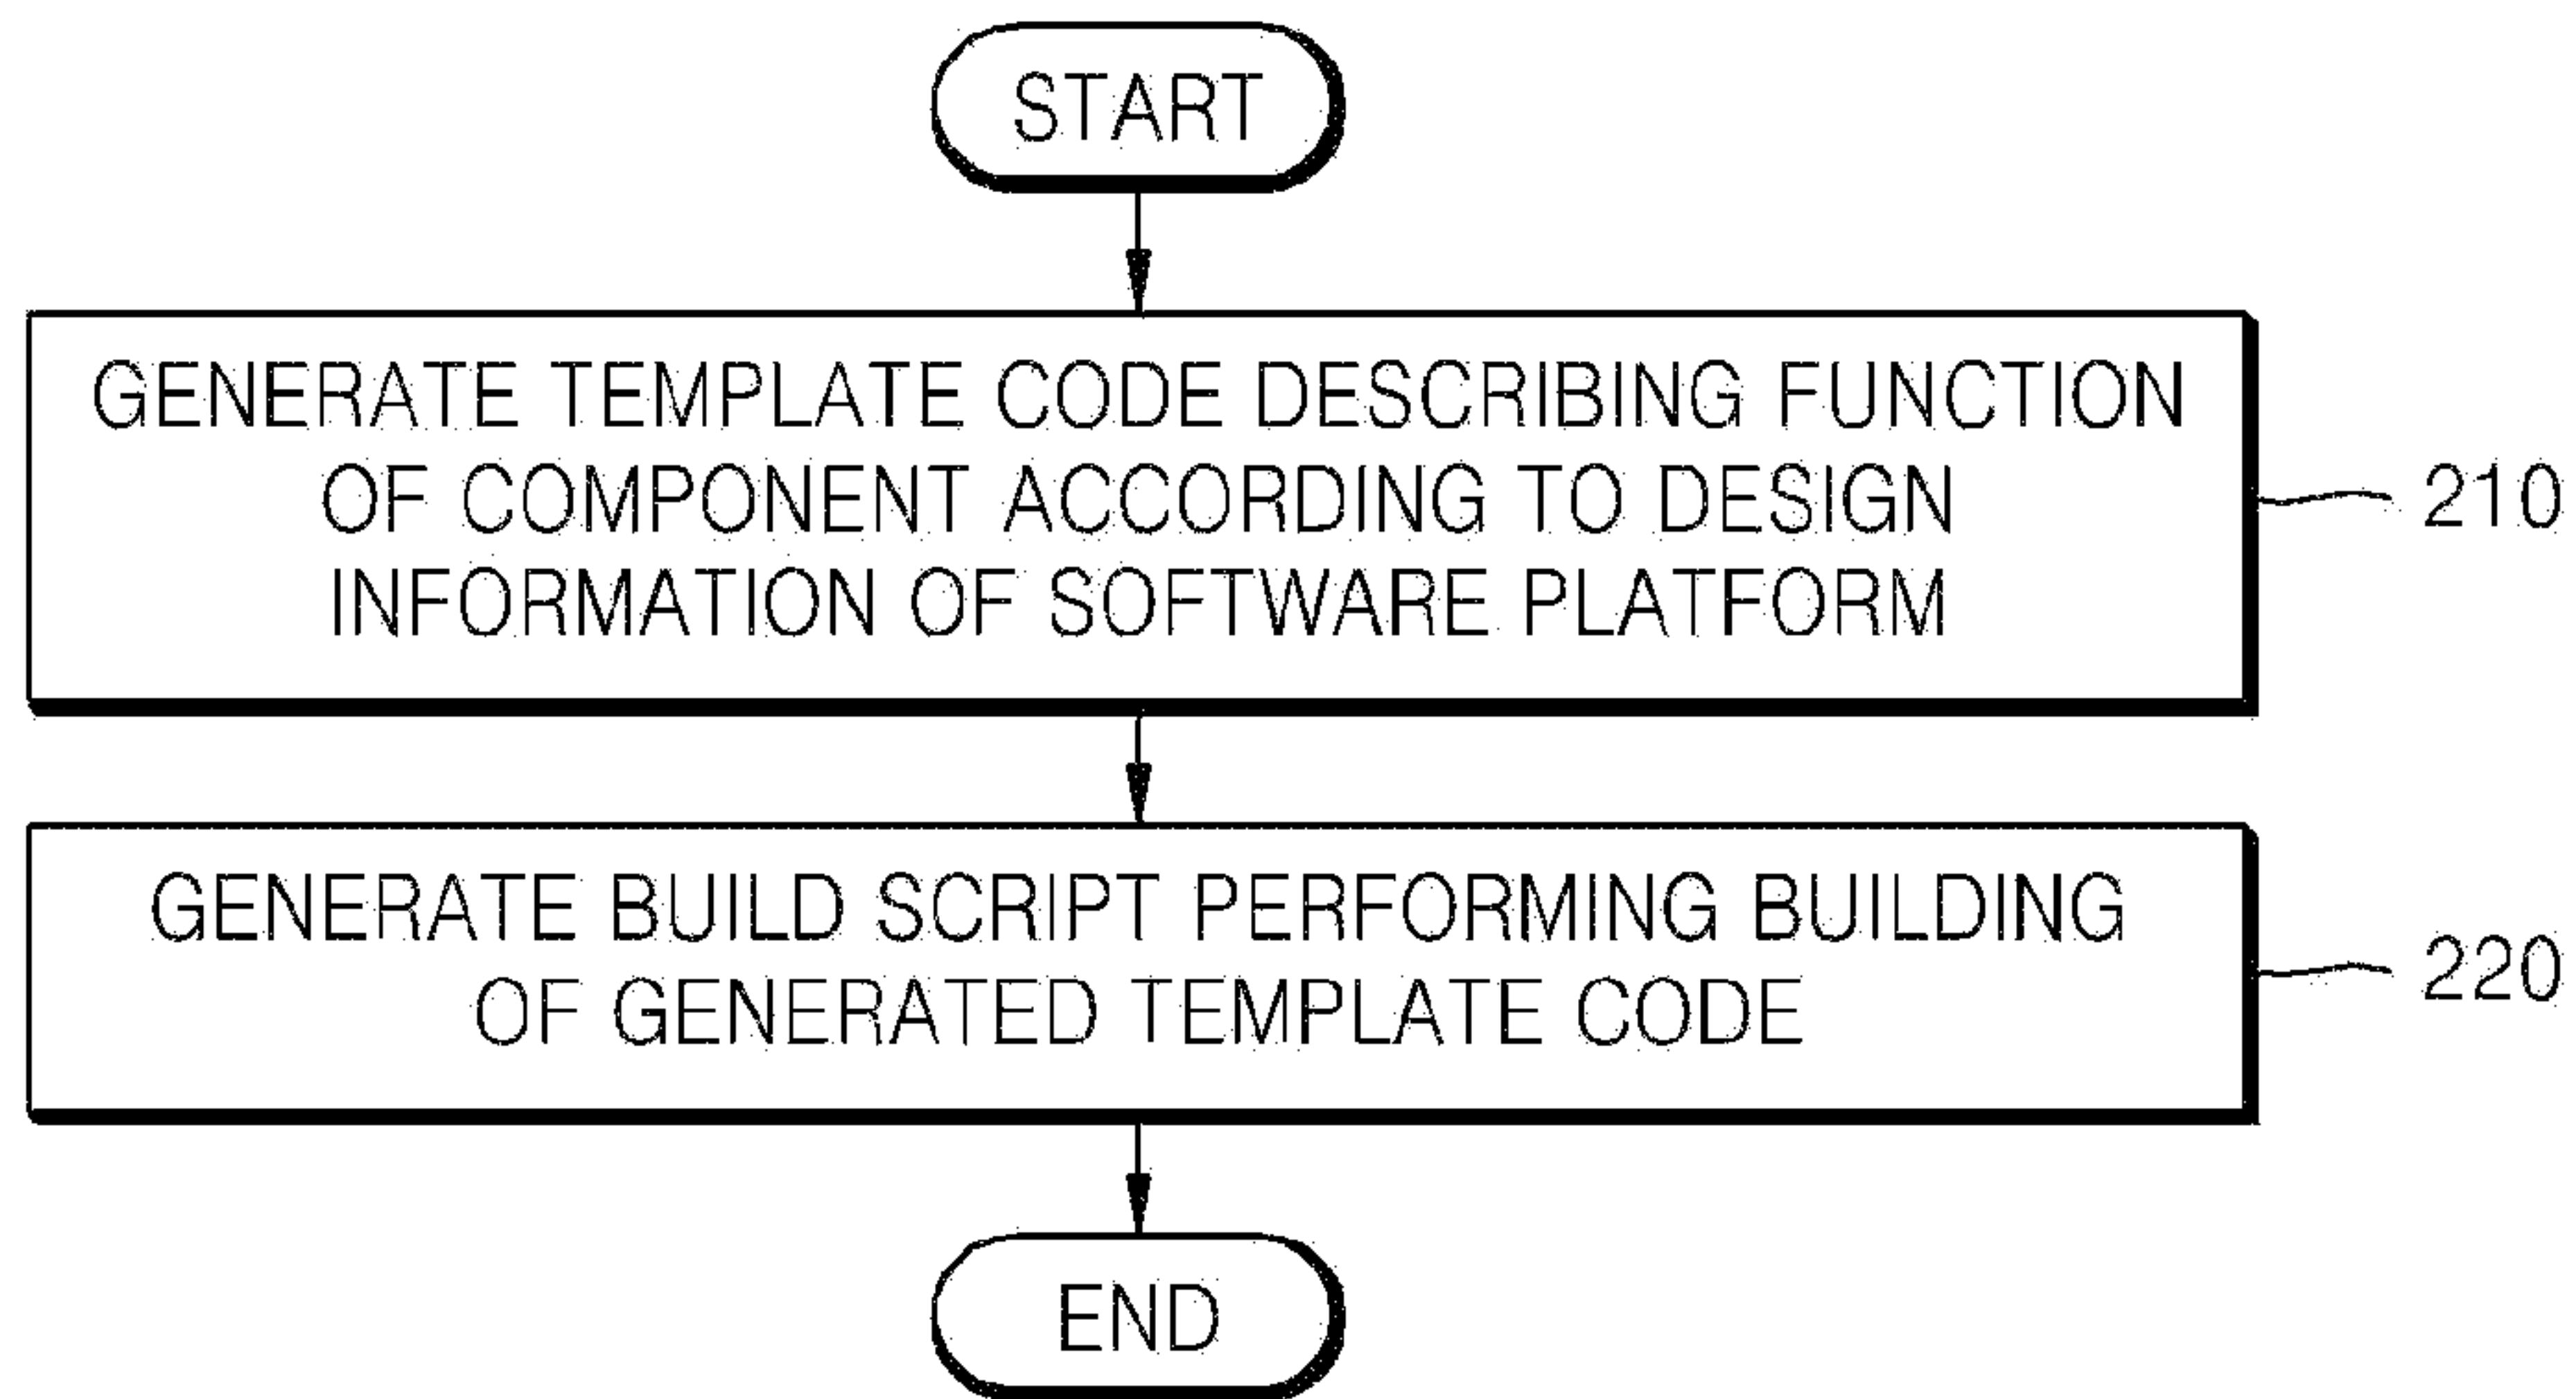 START
GENERATE TEMPLATE CODE DESCRIBING FUNCTION
OF COMPONENT ACCORDING TO DESIGN
INFORMATION OF SOFTWARE PLATFORM
210
GENERATE BUILD SCRIPT PERFORMING BUILDING
OF GENERATED TEMPLATE CODE
220
END